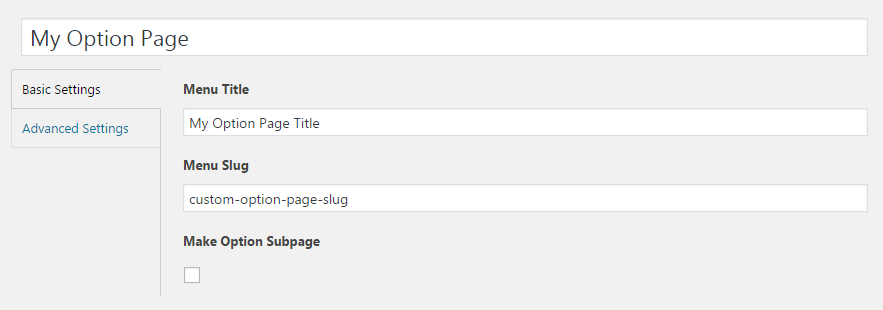 My Option Page
Basic Settings
Advanced Settings
Menu Title
My Option Page Title
Menu Slug
custom-option-page-slug
Make Option Subpage